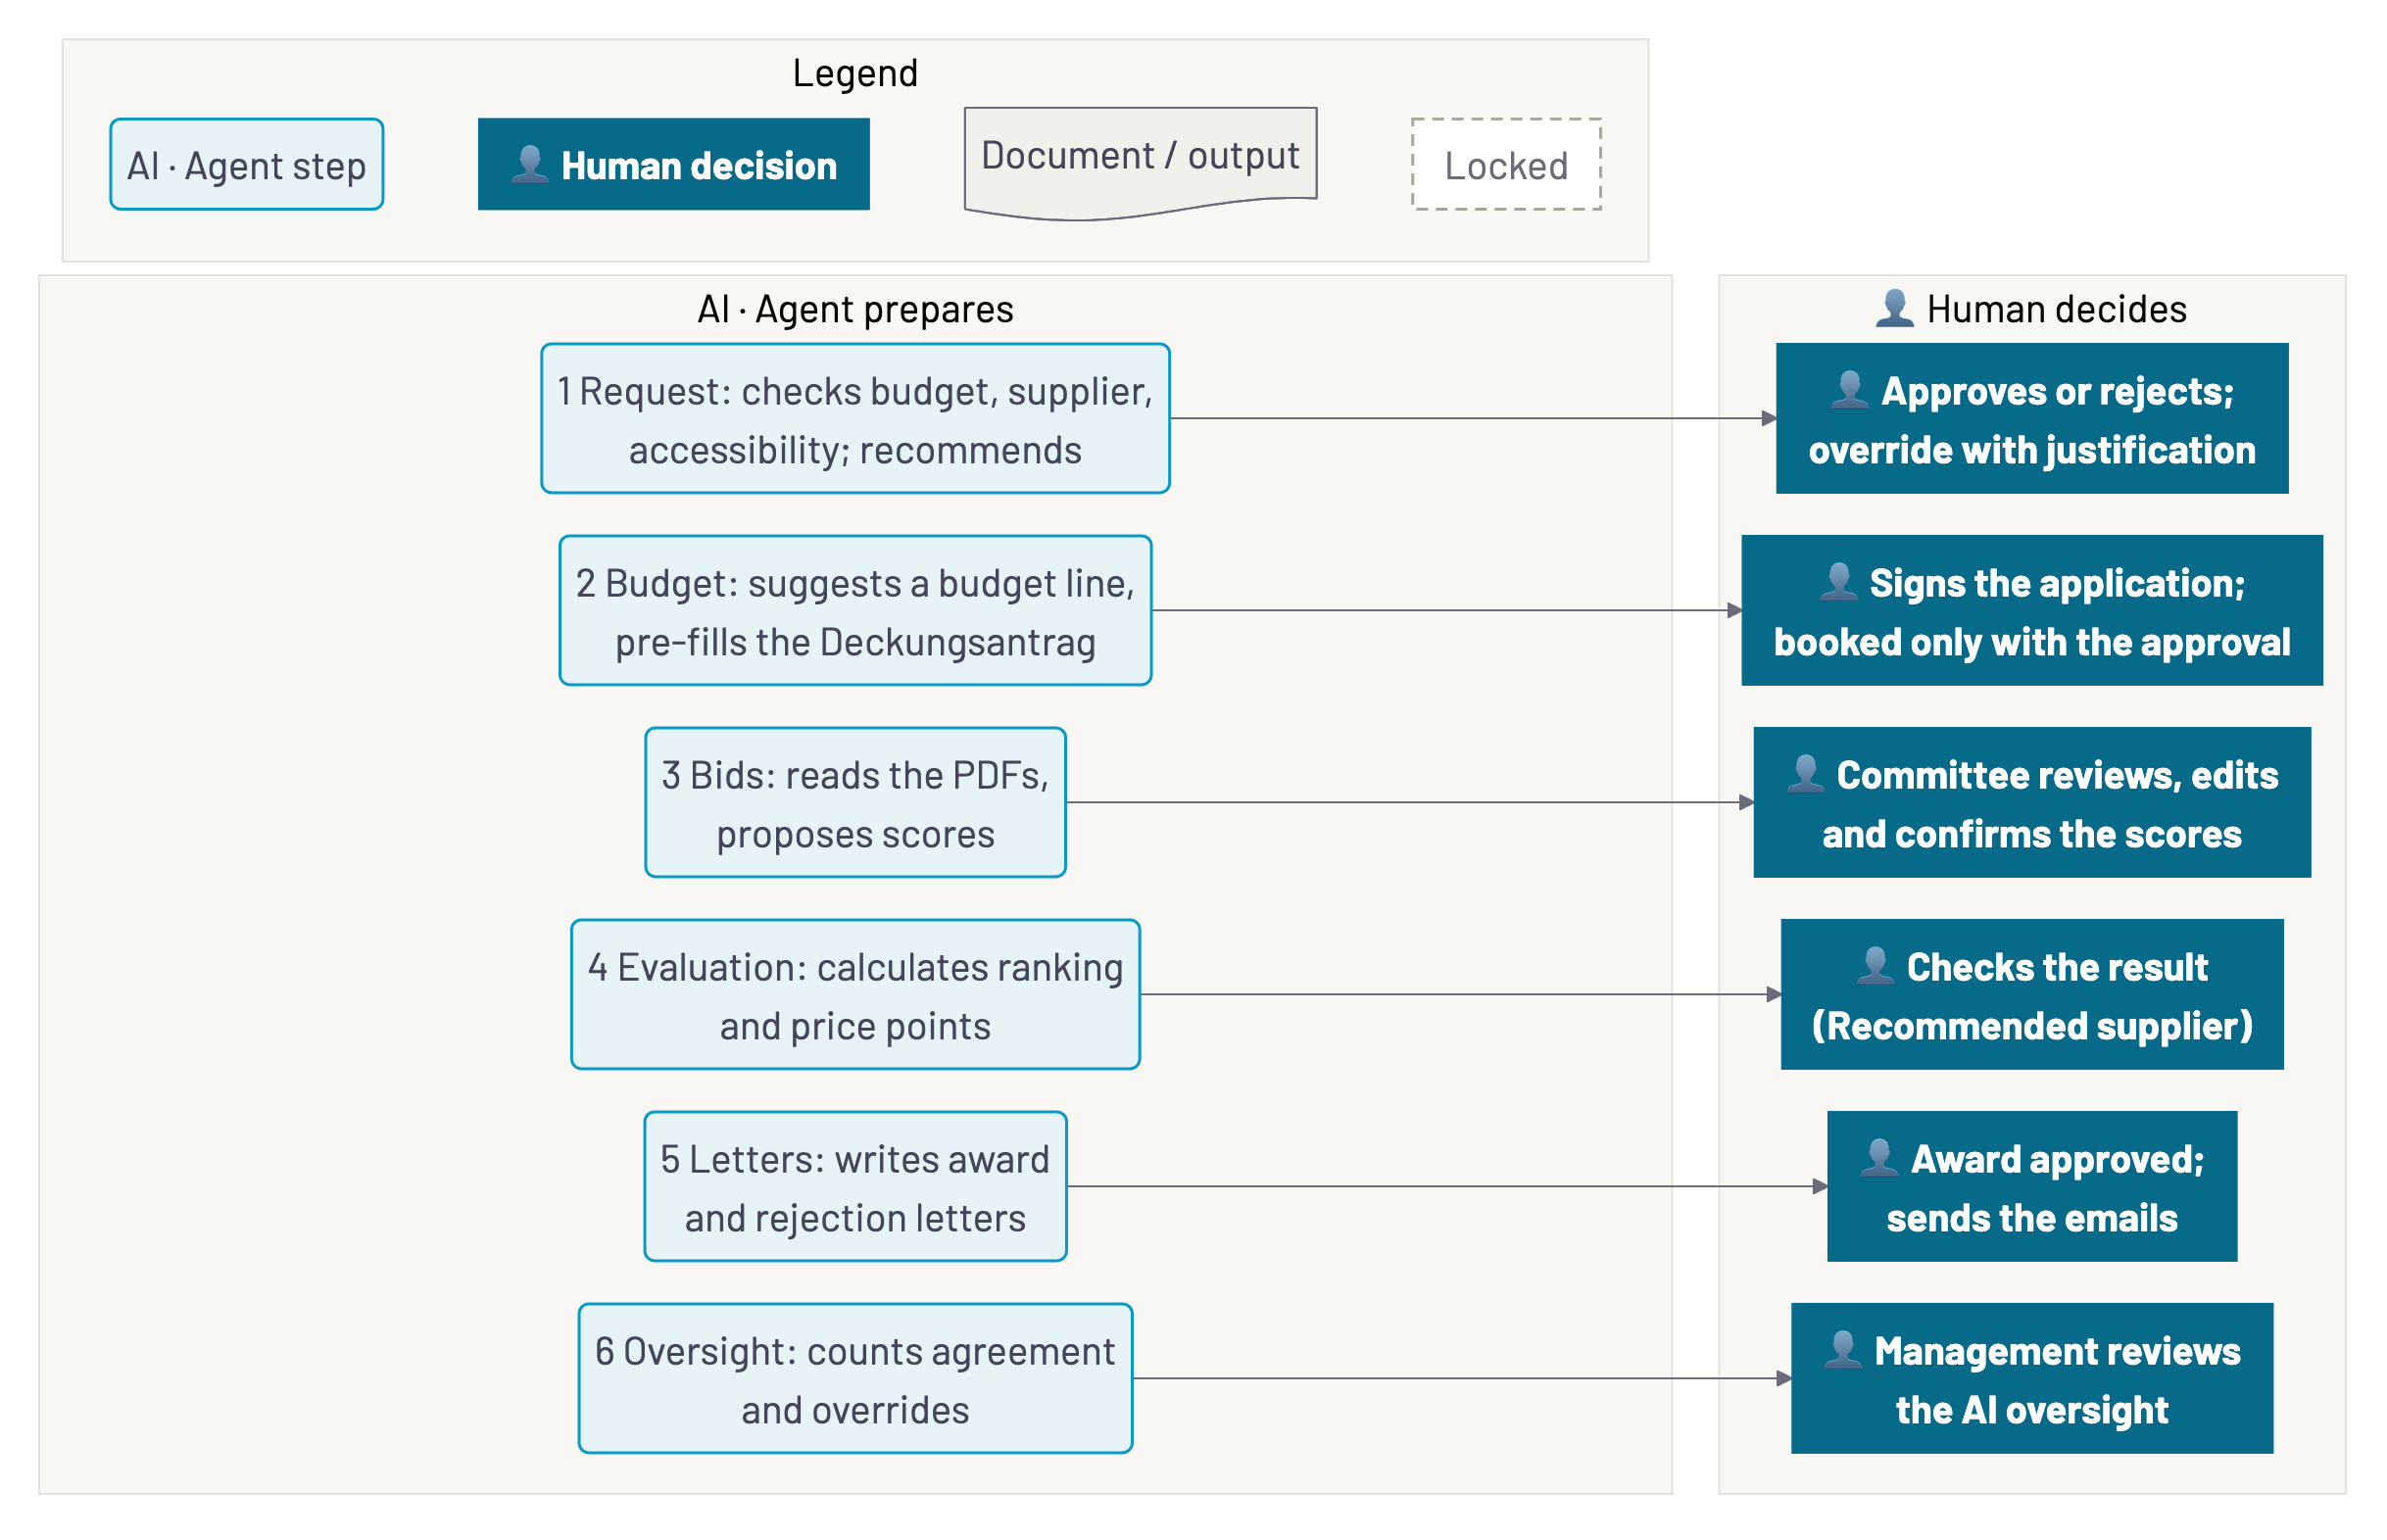 Legend
AI · Agent step
👤 Human decision
Document / output
Locked
AI · Agent prepares
👤 Human decides
1 Request: checks budget, supplier,
accessibility; recommends
👤 Approves or rejects;
override with justification
2 Budget: suggests a budget line,
pre-fills the Deckungsantrag
👤 Signs the application;
booked only with the approval
3 Bids: reads the PDFs,
proposes scores
👤 Committee reviews, edits
and confirms the scores
4 Evaluation: calculates ranking
and price points
👤 Checks the result
(Recommended supplier)
5 Letters: writes award
and rejection letters
👤 Award approved;
sends the emails
6 Oversight: counts agreement
and overrides
👤 Management reviews
the AI oversight